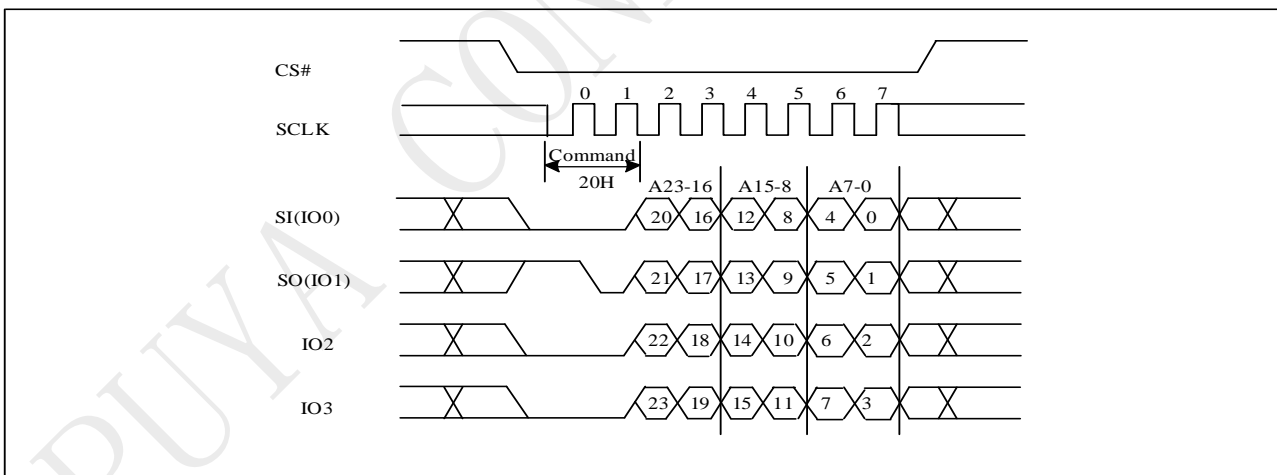 CS#
0 1 2 3 4 5 6 7
SCLK
Command
20H
A23-16 A15-8 A7-0
SI(IO0) 20 16 12 8 4 0
SO(IO1) 21 17 13 9 5 1
IO2 22 18 14 10 6 2
IO3 23 19 15 11 7 3
PUYA CON